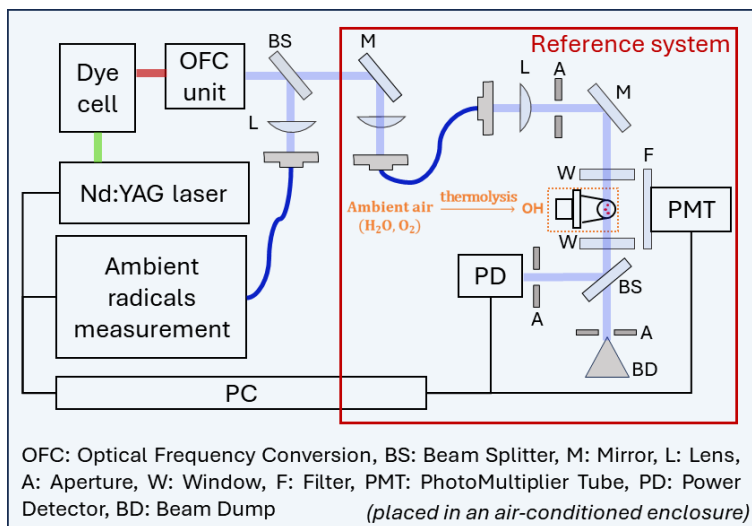 Reference system
BS
M
Dye
cell
OFC
unit
L
A
M
L
W
F
Nd:YAG laser
Ambient air
(H₂O, O₂)
thermolysis
OH
PMT
W
Ambient
radicals
measurement
PD
BS
A
A
BD
PC
OFC: Optical Frequency Conversion, BS: Beam Splitter, M: Mirror, L: Lens,
A: Aperture, W: Window, F: Filter, PMT: PhotoMultiplier Tube, PD: Power
Detector, BD: Beam Dump
(placed in an air-conditioned enclosure)